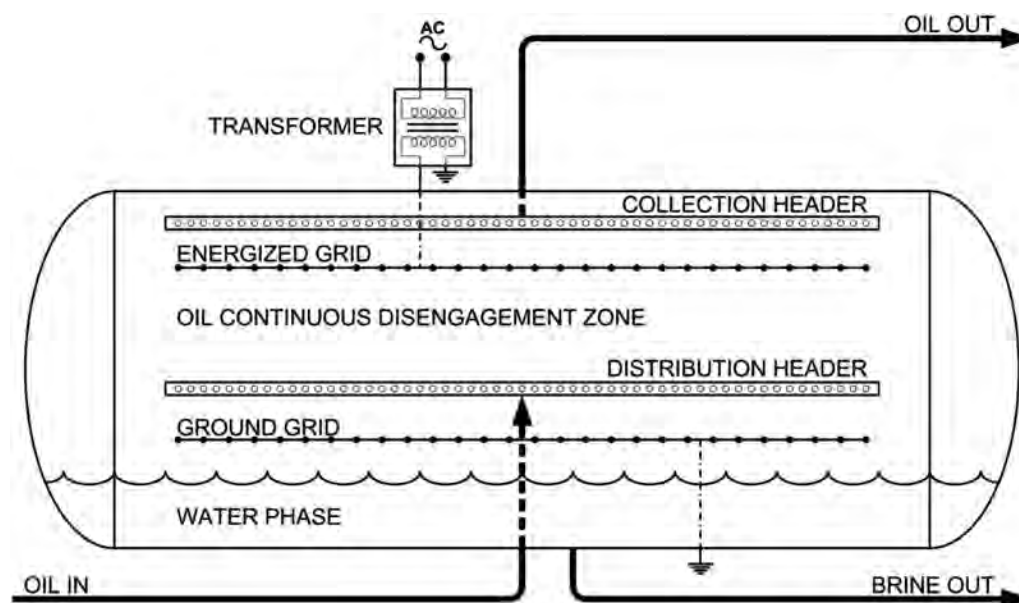 AC
OIL OUT
TRANSFORMER
COLLECTION HEADER
ENERGIZED GRID
OIL CONTINUOUS DISENGAGEMENT ZONE
DISTRIBUTION HEADER
GROUND GRID
WATER PHASE
OIL IN
BRINE OUT